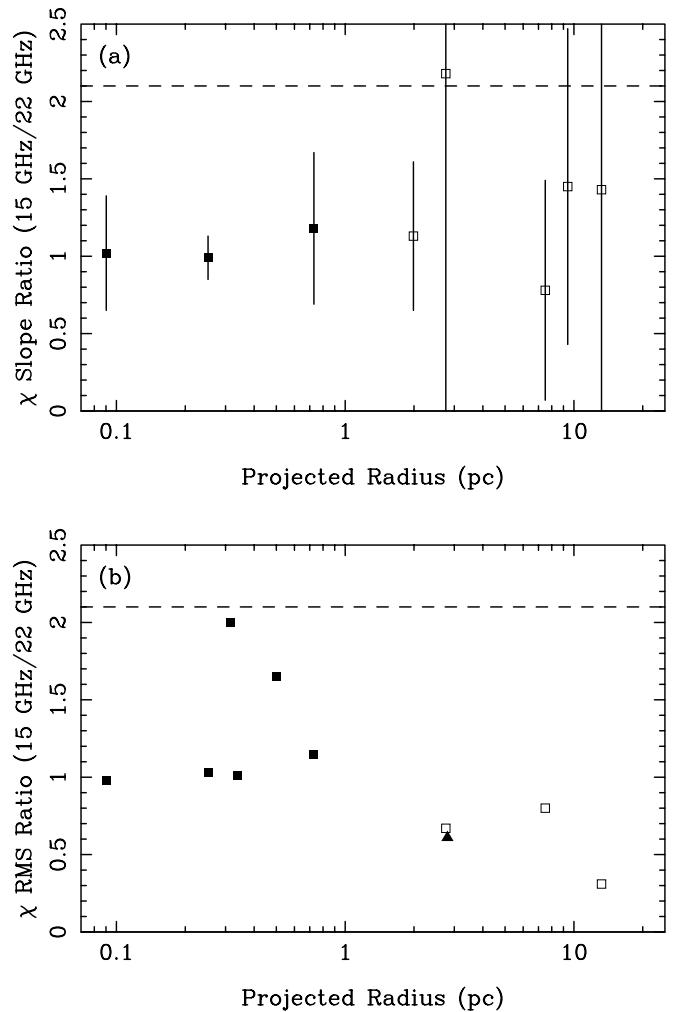 (a)
χ Slope Ratio (15 GHz/22 GHz)
2.5
2
1.5
1
0.5
0
0.1 1 10
Projected Radius (pc)
(b)
χ RMS Ratio (15 GHz/22 GHz)
2.5
2
1.5
1
0.5
0
0.1 1 10
Projected Radius (pc)